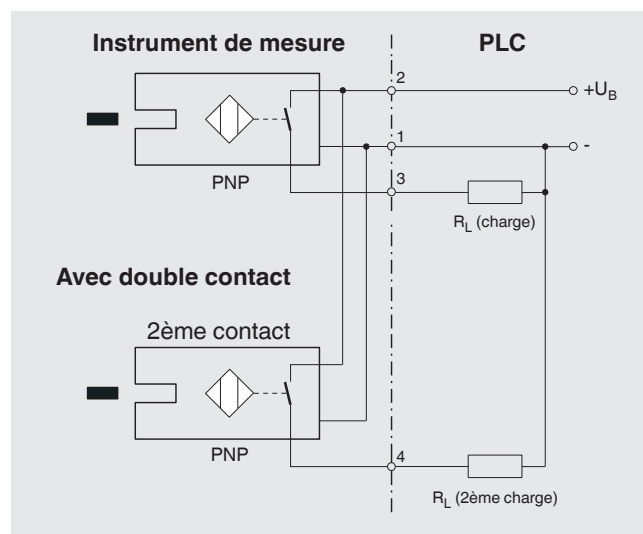 Instrument de mesure
PLC
2
+UB
1
-
PNP
3
RL (charge)
Avec double contact
2ème contact
PNP
4
RL (2ème charge)